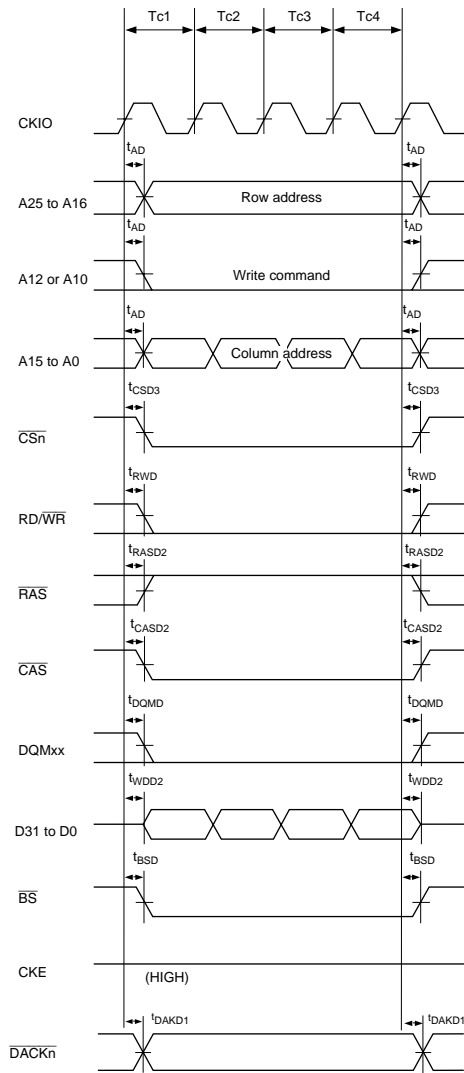 Tc1 Tc2 Tc3 Tc4
CKIO
tAD tAD
A25 to A16 Row address
tAD tAD
A12 or A10 Write command
tAD tAD
A15 to A0 Column address
tCSD3 tCSD3
CSn
tRWD tRWD
RD/WR
tRASD2 tRASD2
RAS
tCASD2 tCASD2
CAS
tDQMD tDQMD
DQMxx
tWDD2 tWDD2
D31 to D0
tBSD tBSD
BS
CKE (HIGH)
tDAKD1 tDAKD1
DACKn